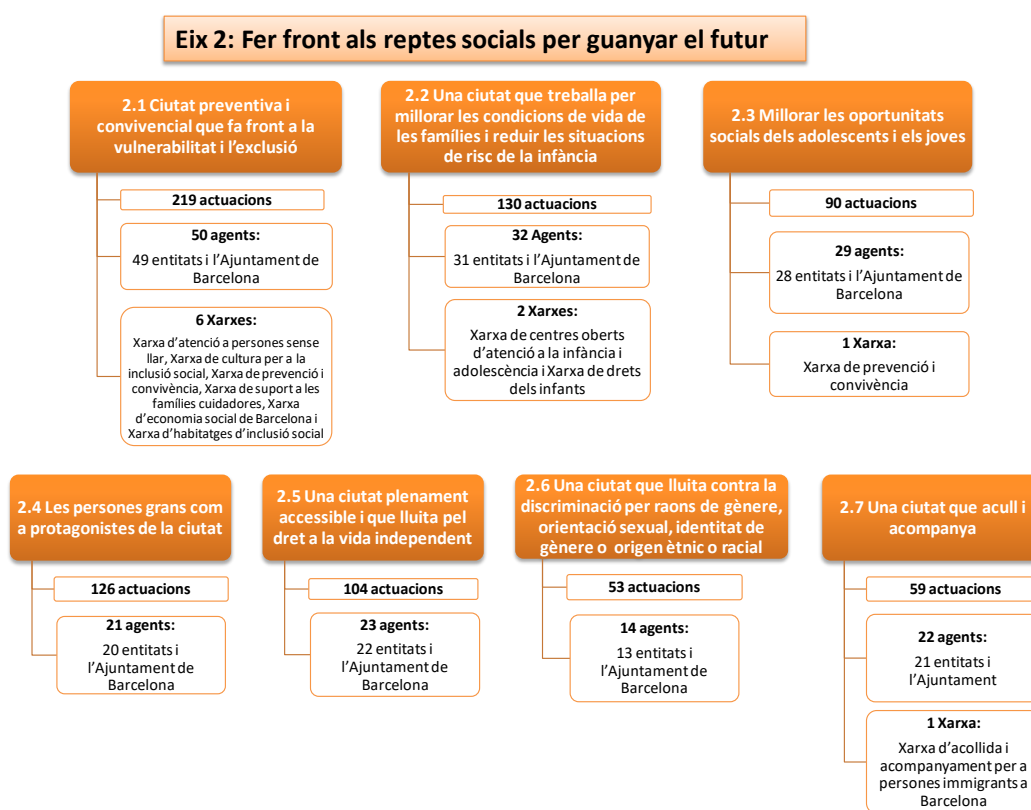 Eix 2: Fer front als reptes socials per guanyar el futur
2.1 Ciutat preventiva i
convivencial que fa front a la
vulnerabilitat i l’exclusió
219 actuacions
50 agents:
49 entitats i l’Ajuntament de
Barcelona
6 Xarxes:
Xarxa d’atenció a persones sense
llar, Xarxa de cultura per a la
inclusió social, Xarxa de prevenció i
convivència, Xarxa de suport a les
famílies cuidadores, Xarxa
d’economia social de Barcelona i
Xarxa d’habitatges d’inclusió social
2.2 Una ciutat que treballa per
millorar les condicions de vida de
les famílies i reduir les situacions
de risc de la infància
130 actuacions
32 Agents:
31 entitats i l’Ajuntament de
Barcelona
2 Xarxes:
Xarxa de centres oberts
d’atenció a la infància i
adolescència i Xarxa de drets
dels infants
2.3 Millorar les oportunitats
socials dels adolescents i els joves
90 actuacions
29 agents:
28 entitats i l’Ajuntament de
Barcelona
1 Xarxa:
Xarxa de prevenció i
convivència
2.4 Les persones grans com
a protagonistes de la ciutat
126 actuacions
21 agents:
20 entitats i
l’Ajuntament de
Barcelona
2.5 Una ciutat plenament
accessible i que lluita pel
dret a la vida independent
104 actuacions
23 agents:
22 entitats i
l’Ajuntament de
Barcelona
2.6 Una ciutat que lluita contra la
discriminació per raons de gènere,
orientació sexual, identitat de
gènere o origen ètnic o racial
53 actuacions
14 agents:
13 entitats i
l’Ajuntament de
Barcelona
2.7 Una ciutat que acull i
acompanya
59 actuacions
22 agents:
21 entitats i
l’Ajuntament
1 Xarxa:
Xarxa d’acollida i
acompanyament per a
persones immigrants a
Barcelona